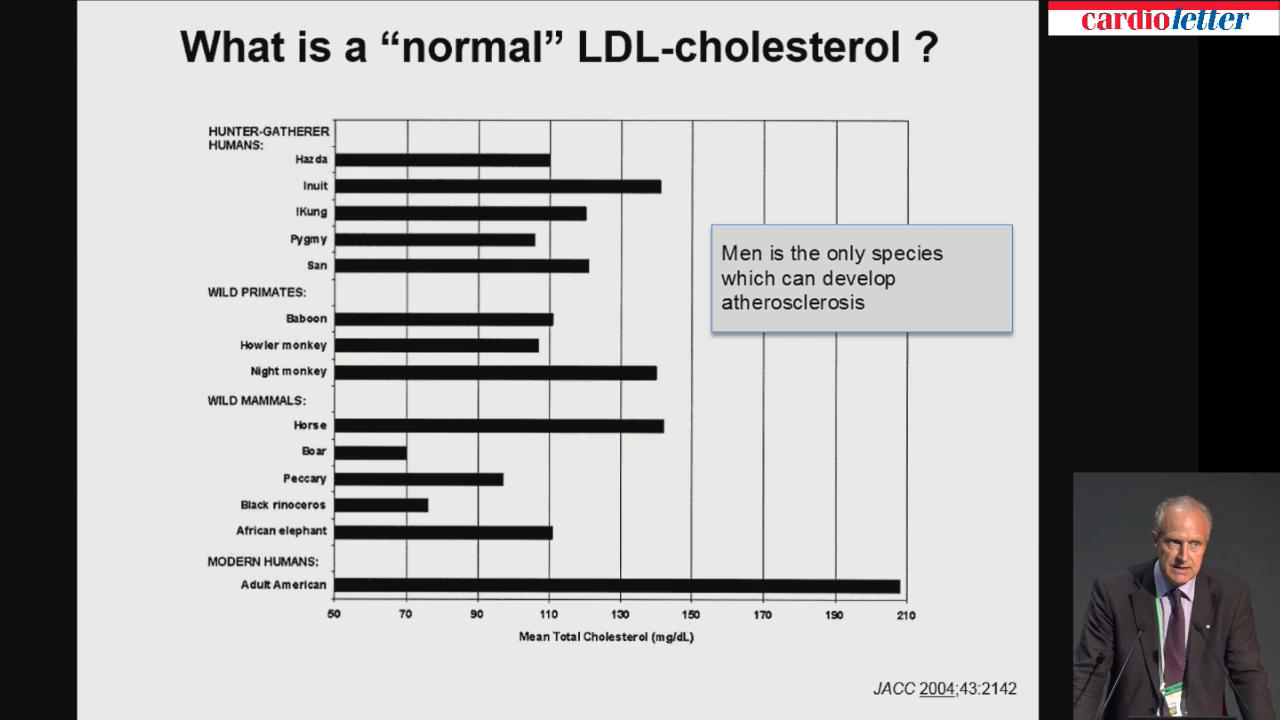 cardioletter
What is a “normal” LDL-cholesterol ?
HUNTER-GATHERER
HUMANS:
Hazda
Inuit
!Kung
Pygmy
San
WILD PRIMATES:
Baboon
Howler monkey
Night monkey
WILD MAMMALS:
Horse
Boar
Peccary
Black rinoceros
African elephant
MODERN HUMANS:
Adult American
50 70 90 110 130 150 170 190 210
Mean Total Cholesterol (mg/dL)
Men is the only species
which can develop
atherosclerosis
JACC 2004;43:2142